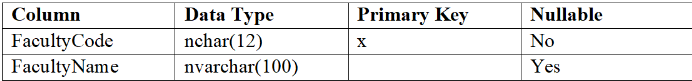 Column Data Type Primary Key Nullable
FacultyCode nchar(12) x No
FacultyName nvarchar(100) Yes